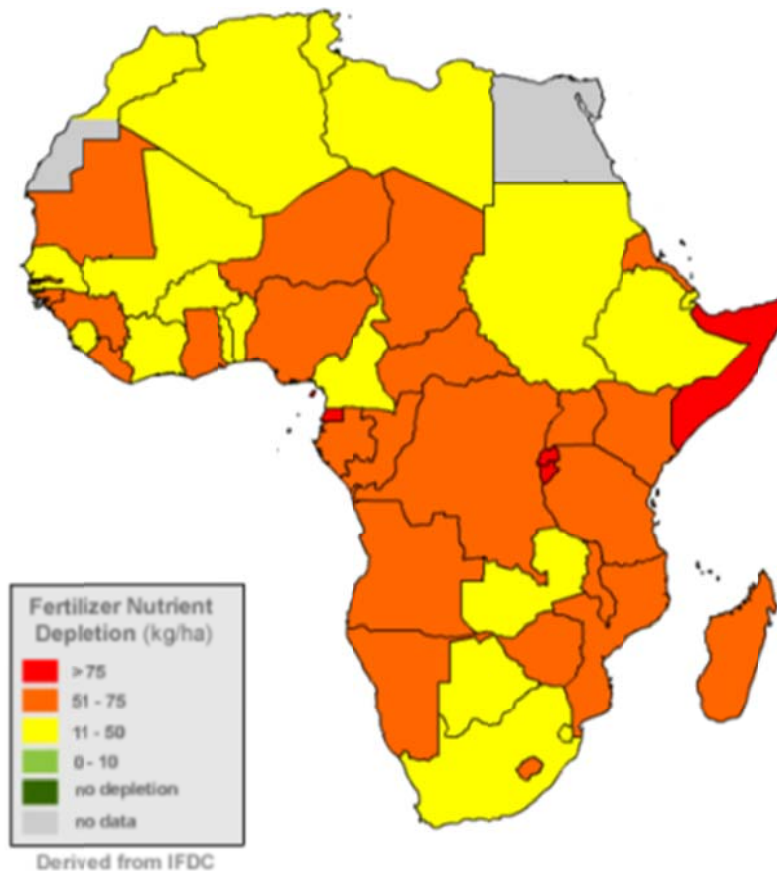 Fertilizer Nutrient
Depletion (kg/ha)
>75
51 - 75
11 - 50
0 - 10
no depletion
no data
Derived from IFDC